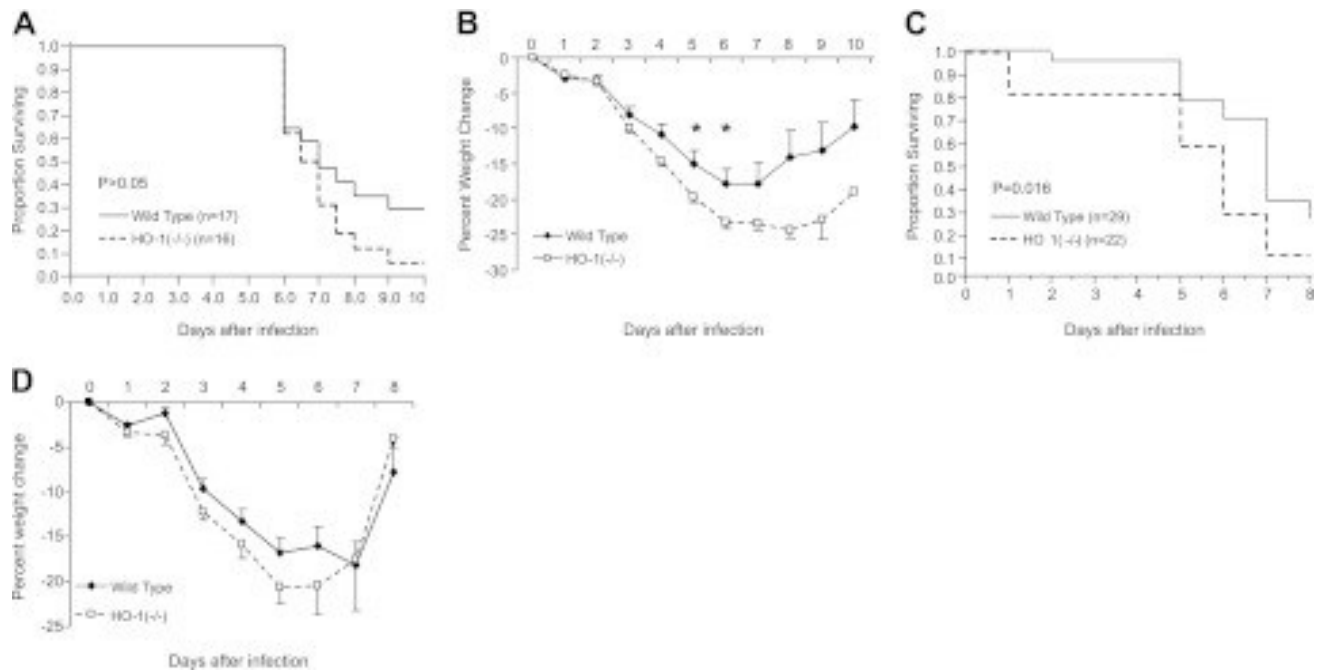 A
1.0
0.9
0.8
0.7
0.6
0.5
0.4
0.3
0.2
0.1
0.0
Proportion Surviving
P>0.05
Wild Type (n=17)
HO-1(-/-) (n=16)
0.0 1.0 2.0 3.0 4.0 5.0 6.0 7.0 8.0 9.0 10
Days after infection
B
0 1 2 3 4 5 6 7 8 9 10
0
-5
-10
-15
-20
-25
-30
Percent Weight Change
* *
Wild Type
HO-1(-/-)
Days after infection
C
1.0
0.9
0.8
0.7
0.6
0.5
0.4
0.3
0.2
0.1
0.0
Proportion Surviving
P=0.016
Wild Type (n=29)
HO 1(-/-) (n=22)
0 1 2 3 4 5 6 7 8
Days after infection
D
0 1 2 3 4 5 6 7 8
0
-5
-10
-15
-20
-25
Percent weight change
Wild Type
HO-1(-/-)
Days after infection